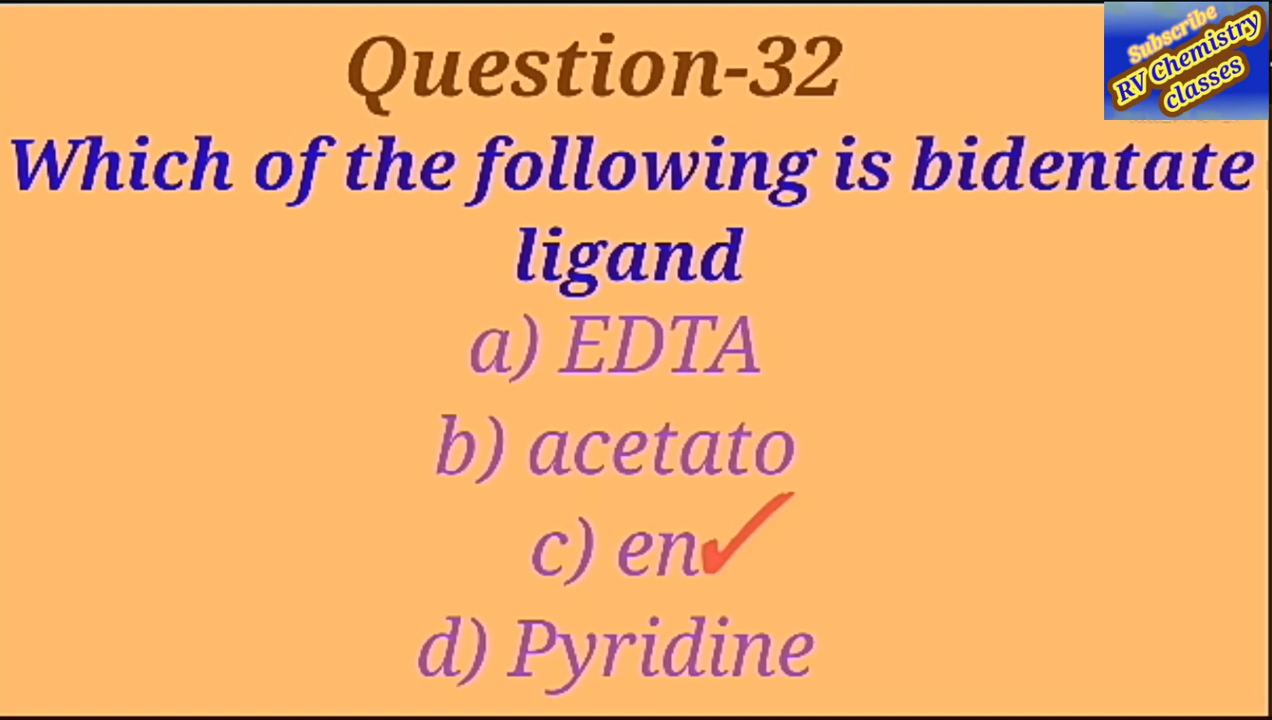 Question-32
Subscribe
RV Chemistry
classes
Which of the following is bidentate
ligand
a) EDTA
b) acetato
c) en
d) Pyridine